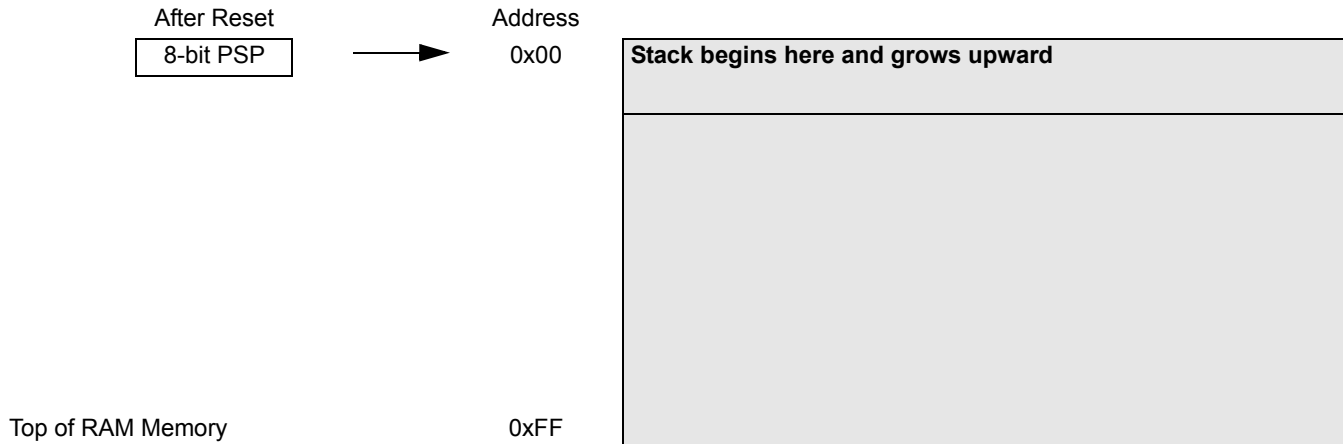 After Reset Address
8-bit PSP 0x00 Stack begins here and grows upward
Top of RAM Memory 0xFF